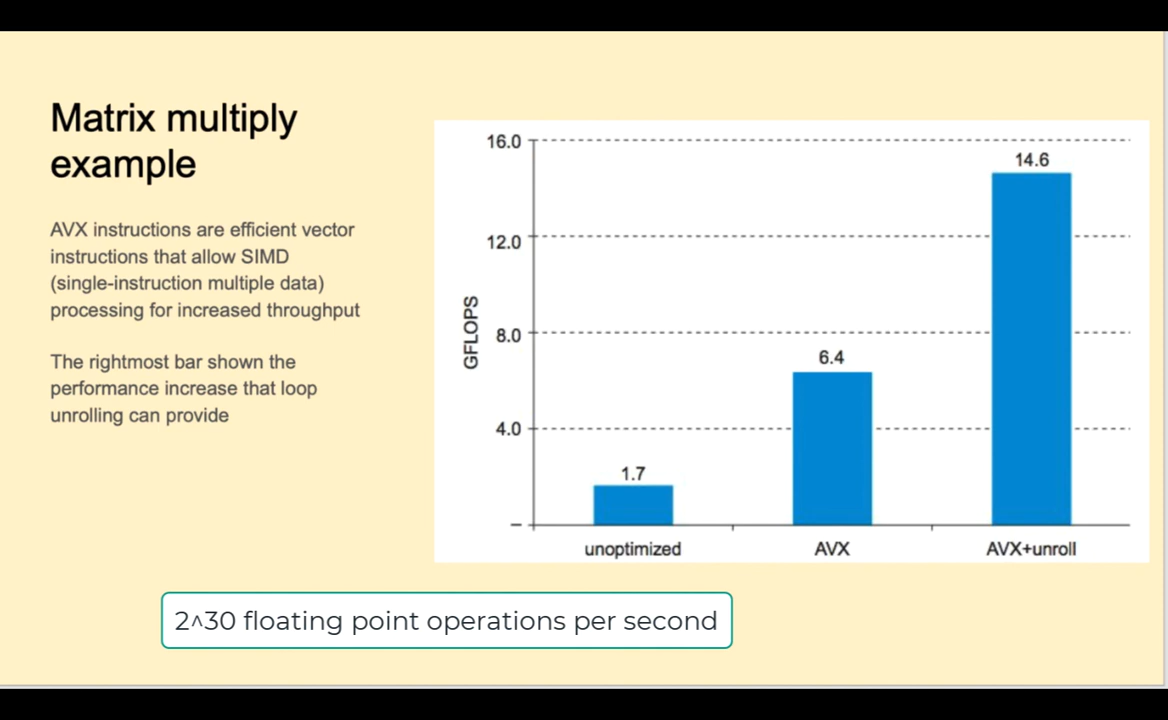 Matrix multiply
example
AVX instructions are efficient vector
instructions that allow SIMD
(single-instruction multiple data)
processing for increased throughput
The rightmost bar shown the
performance increase that loop
unrolling can provide
GFLOPS
16.0
12.0
8.0
4.0
–
1.7
6.4
14.6
unoptimized
AVX
AVX+unroll
2^30 floating point operations per second